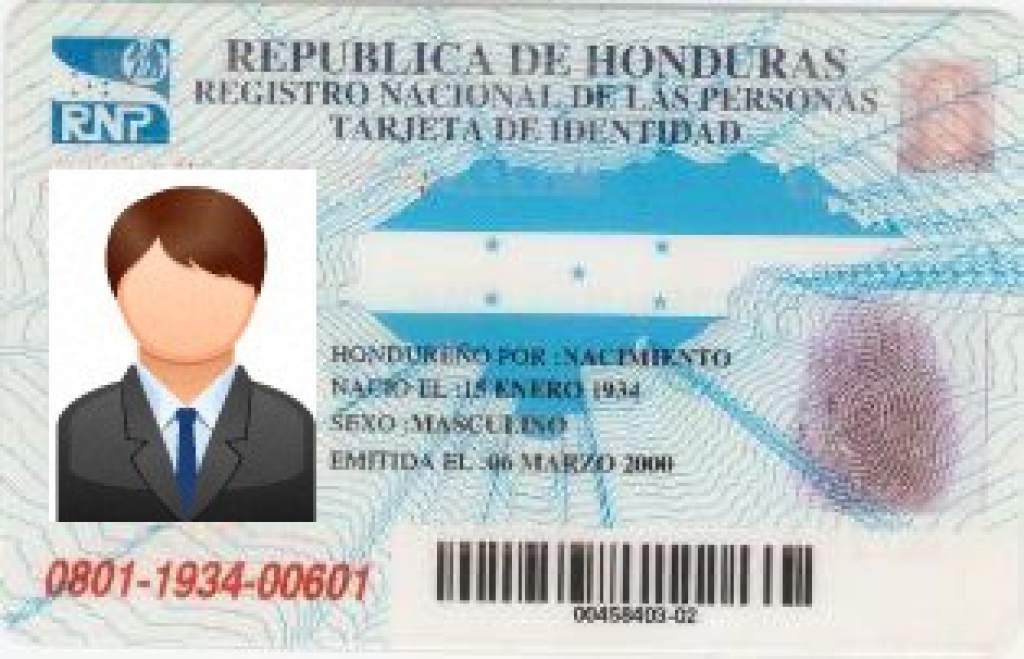 REPUBLICA DE HONDURAS
REGISTRO NACIONAL DE LAS PERSONAS
TARJETA DE IDENTIDAD
RNP
HONDUREÑO POR :NACIMIENTO
NACIO EL :15 ENERO 1934
SEXO :MASCULINO
EMITIDA EL :06 MARZO 2000
0801-1934-00601
00458403-02